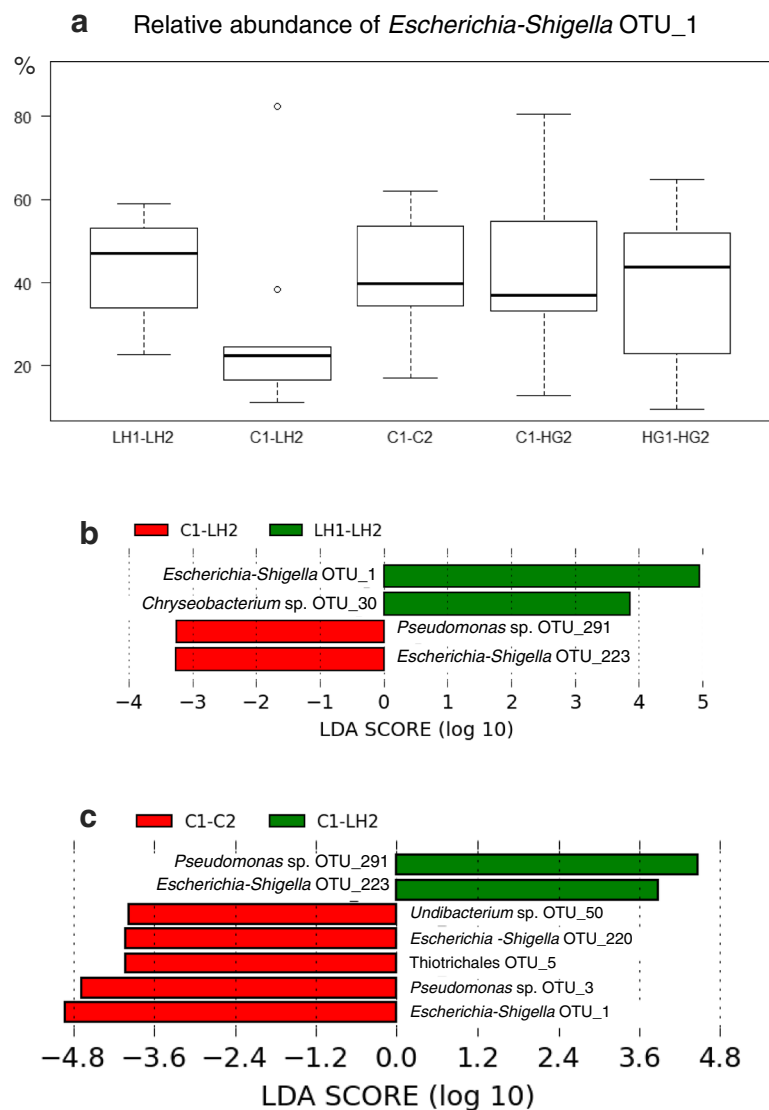 a Relative abundance of Escherichia-Shigella OTU_1
%
80
60
40
20
LH1-LH2 C1-LH2 C1-C2 C1-HG2 HG1-HG2
b C1-LH2 LH1-LH2
Escherichia-Shigella OTU_1
Chryseobacterium sp. OTU_30
Pseudomonas sp. OTU_291
Escherichia-Shigella OTU_223
−4 −3 −2 −1 0 1 2 3 4 5
LDA SCORE (log 10)
c C1-C2 C1-LH2
Pseudomonas sp. OTU_291
Escherichia-Shigella OTU_223
Undibacterium sp. OTU_50
Escherichia -Shigella OTU_220
Thiotrichales OTU_5
Pseudomonas sp. OTU_3
Escherichia-Shigella OTU_1
−4.8 −3.6 −2.4 −1.2 0.0 1.2 2.4 3.6 4.8
LDA SCORE (log 10)